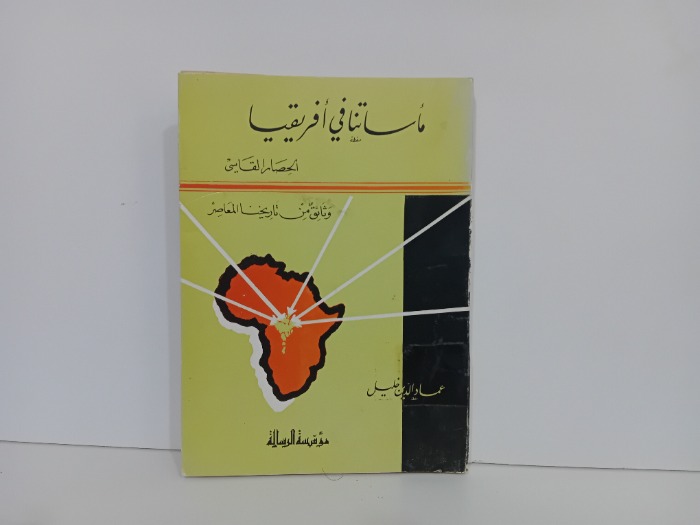 مأساتنا في أفريقيا
الحصار القاسي
وثائق من تاريخنا المعاصر
عماد الدين خليل
مؤسسة الرسالة